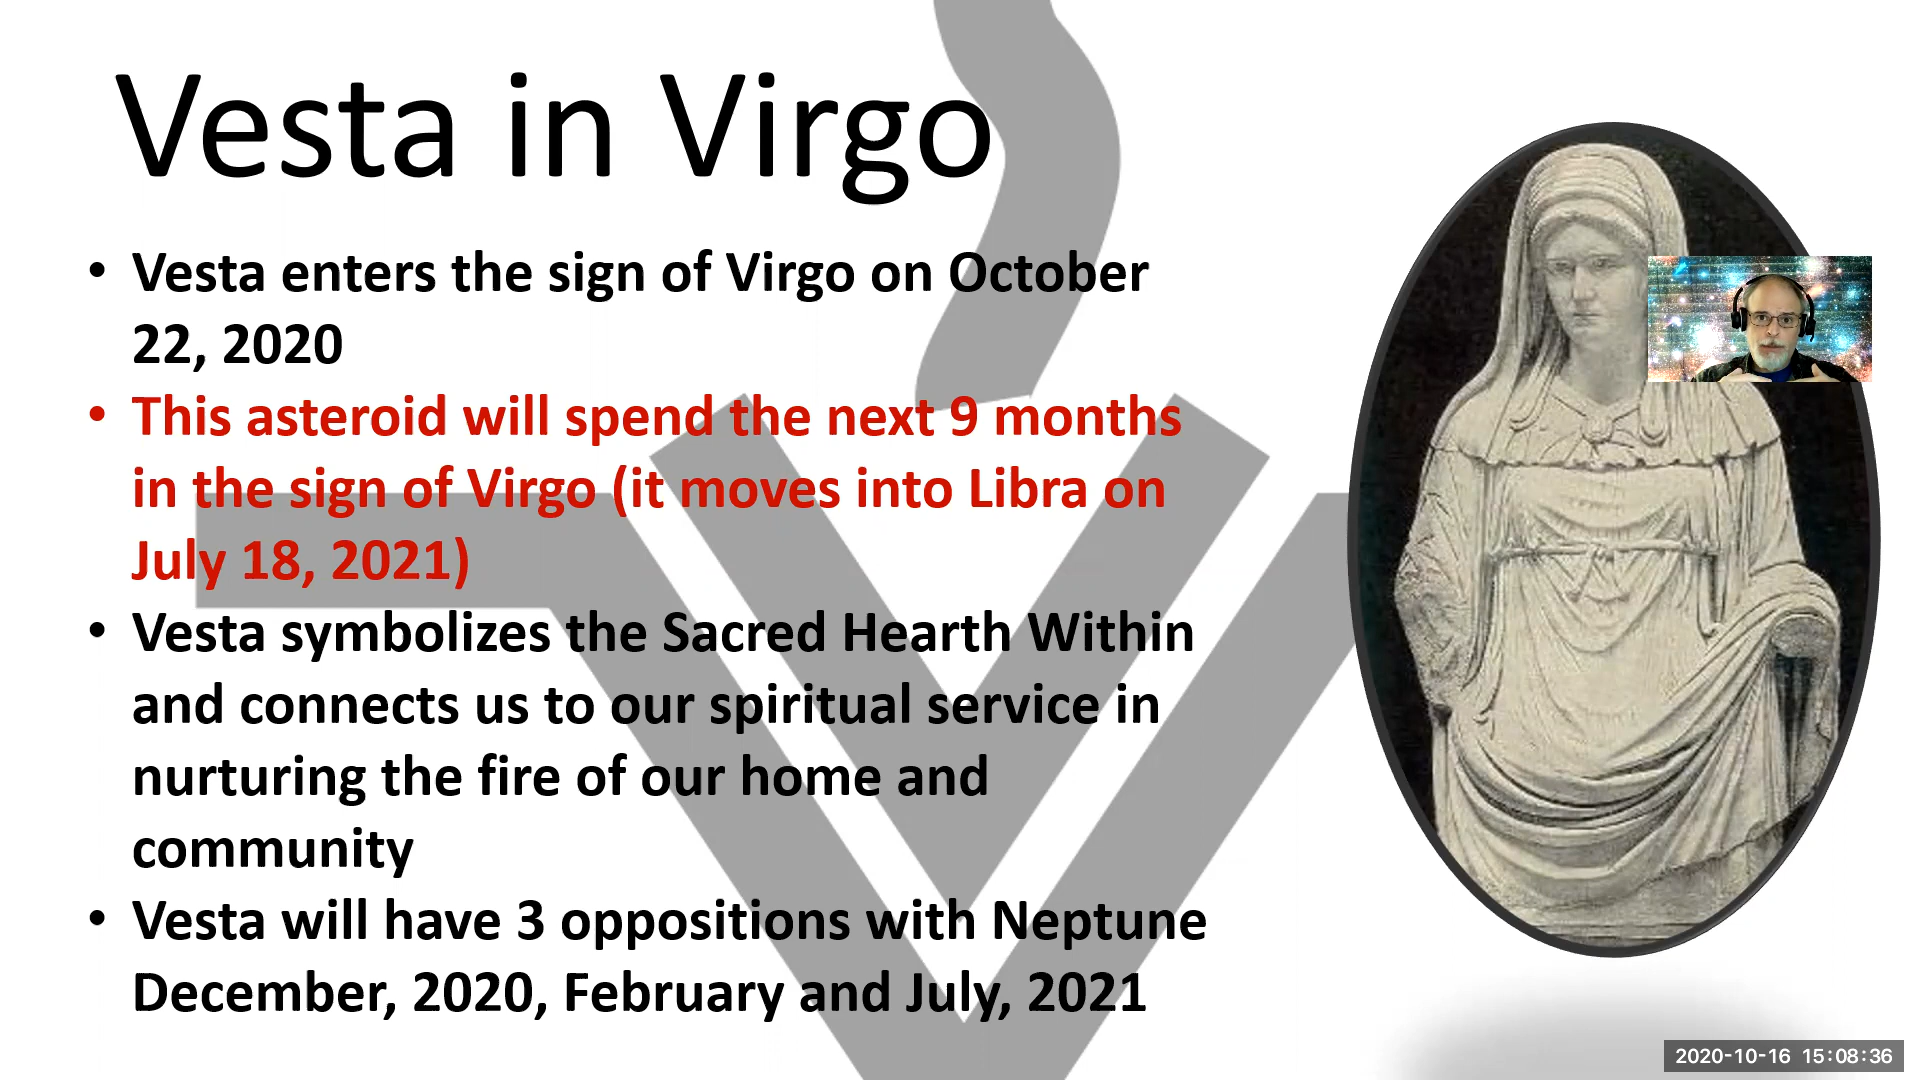 Vesta in Virgo
• Vesta enters the sign of Virgo on October
22, 2020
• This asteroid will spend the next 9 months
in the sign of Virgo (it moves into Libra on
July 18, 2021)
• Vesta symbolizes the Sacred Hearth Within
and connects us to our spiritual service in
nurturing the fire of our home and
community
• Vesta will have 3 oppositions with Neptune
December, 2020, February and July, 2021
2020-10-16 15:08:36